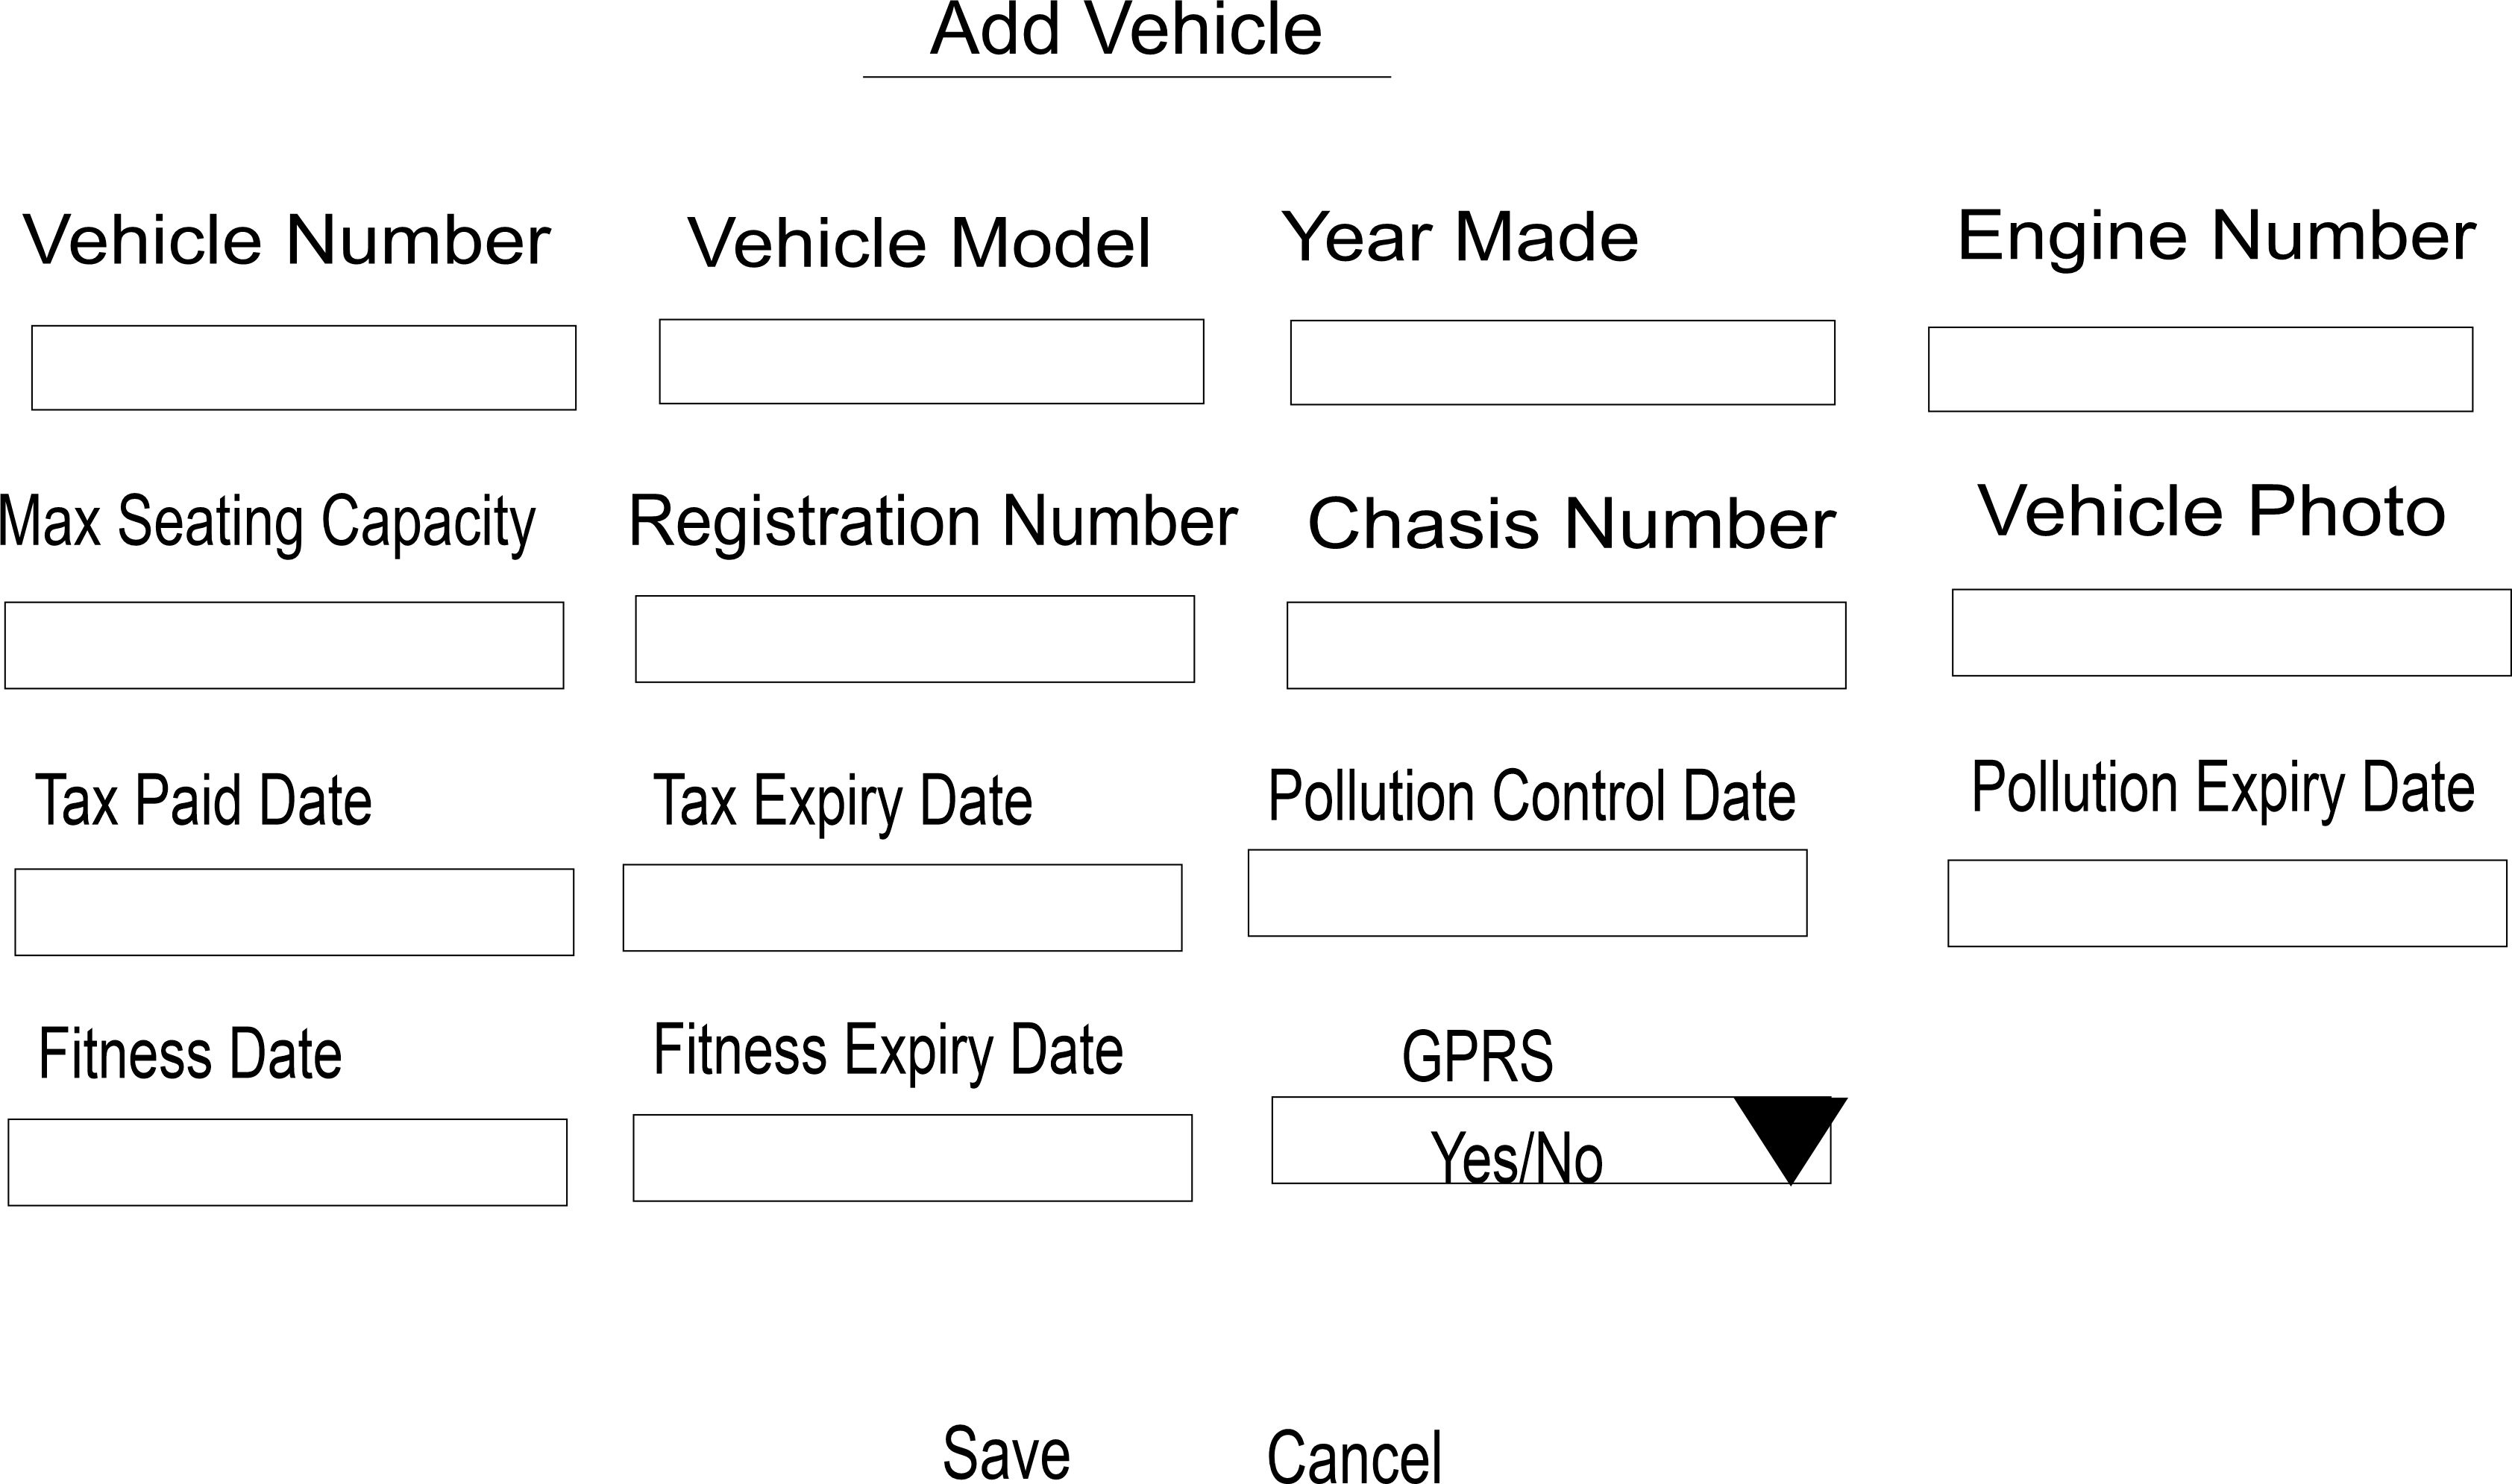 Add Vehicle
Vehicle Number Vehicle Model Year Made Engine Number
Max Seating Capacity Registration Number Chasis Number Vehicle Photo
Tax Paid Date Tax Expiry Date Pollution Control Date Pollution Expiry Date
Fitness Date Fitness Expiry Date GPRS
Yes/No
Save Cancel